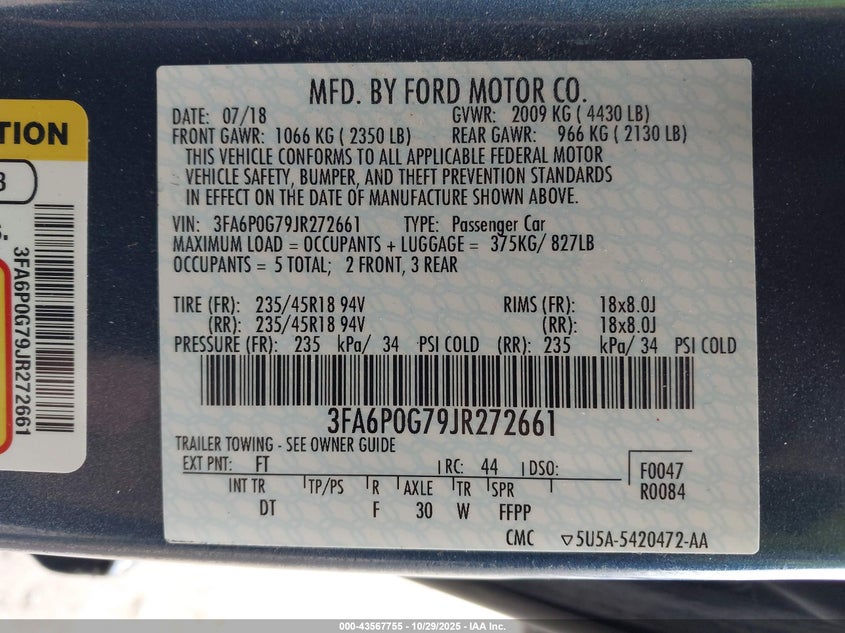 MFD. BY FORD MOTOR CO.
DATE: 07/18 GVWR: 2009 KG ( 4430 LB)
FRONT GAWR: 1066 KG ( 2350 LB) REAR GAWR: 966 KG ( 2130 LB)
THIS VEHICLE CONFORMS TO ALL APPLICABLE FEDERAL MOTOR
VEHICLE SAFETY, BUMPER, AND THEFT PREVENTION STANDARDS
IN EFFECT ON THE DATE OF MANUFACTURE SHOWN ABOVE.
VIN: 3FA6P0G79JR272661 TYPE: Passenger Car
MAXIMUM LOAD = OCCUPANTS + LUGGAGE = 375KG/ 827LB
OCCUPANTS = 5 TOTAL; 2 FRONT, 3 REAR
TIRE (FR): 235/45R18 94V RIMS (FR): 18x8.0J
(RR): 235/45R18 94V (RR): 18x8.0J
PRESSURE (FR): 235 kPa/ 34 PSI COLD (RR): 235 kPa/ 34 PSI COLD
3FA6P0G79JR272661
TRAILER TOWING - SEE OWNER GUIDE
EXT PNT: FT RC: 44 DSO: F0047
R0084
INT TR TP/PS R AXLE TR SPR
DT F 30 W FFPP
CMC ▽5U5A-5420472-AA
TION
3
S.
3FA6P0G79JR272661
000-43567755 - 10/29/2025 - IAA Inc.